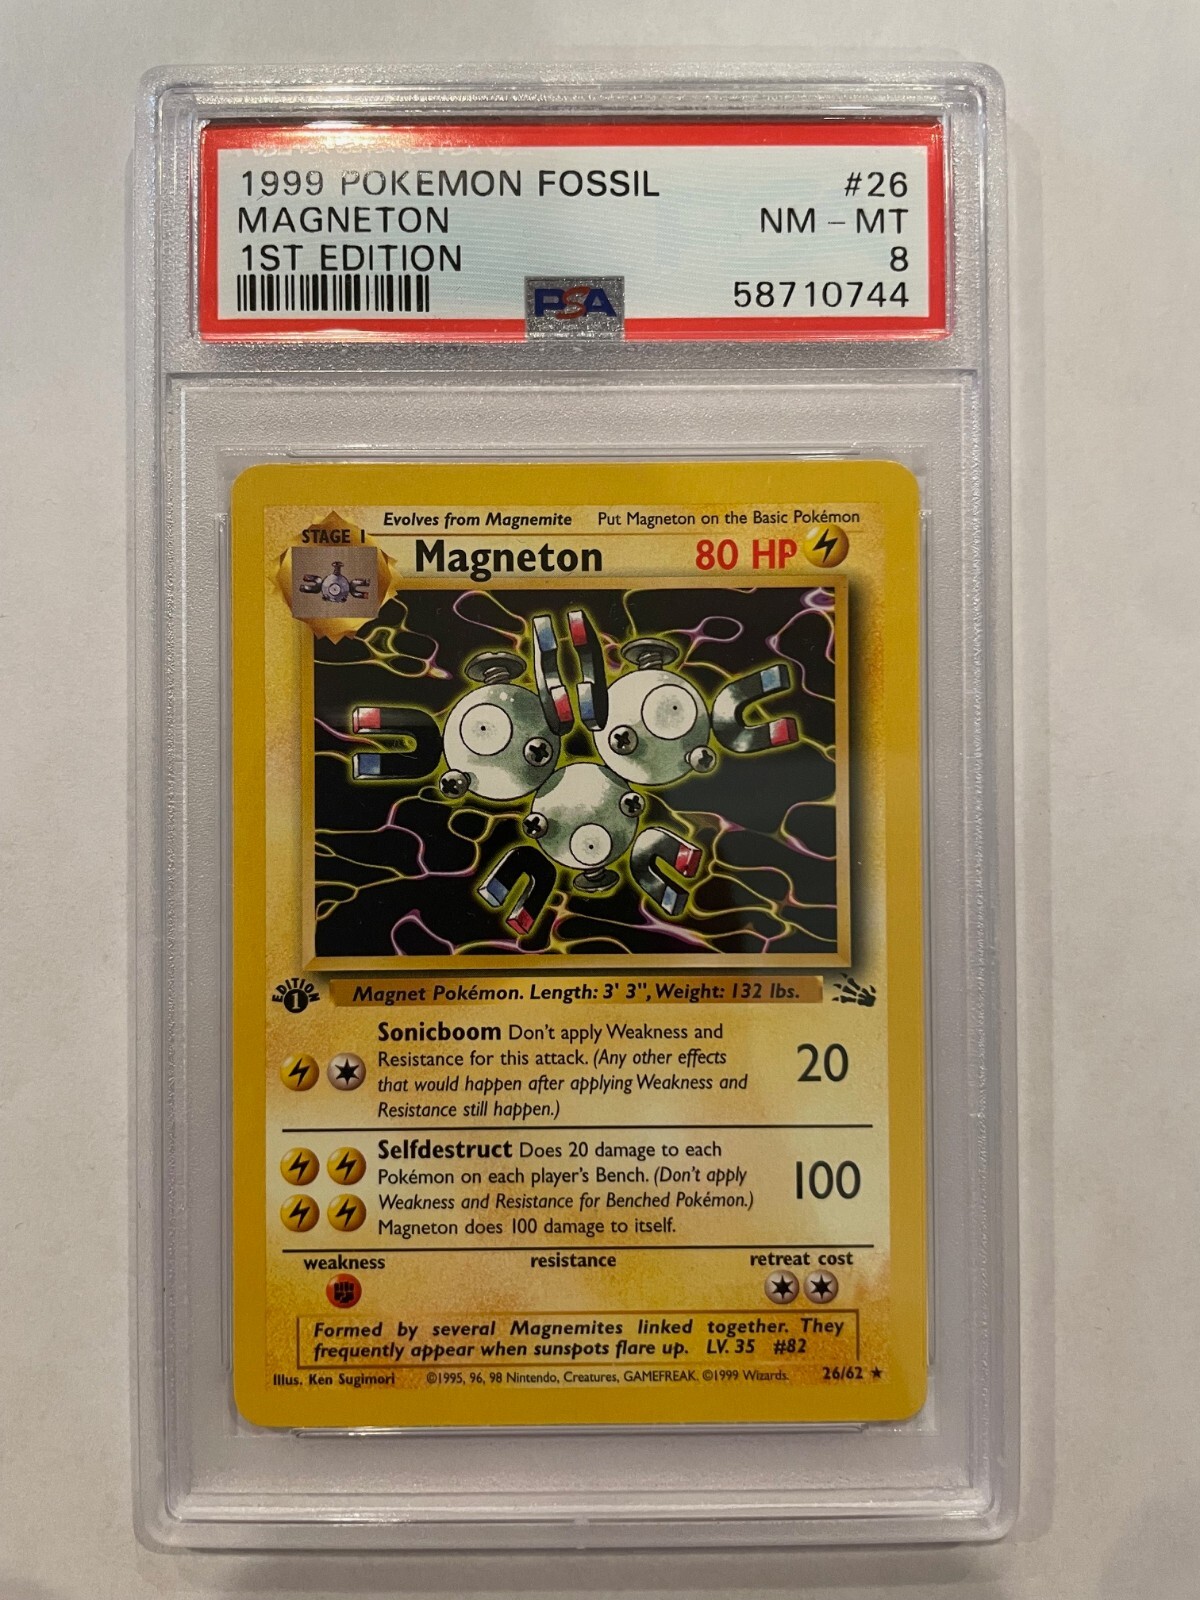 1999 POKEMON FOSSIL #26
MAGNETON NM - MT
1ST EDITION 8
PSA 58710744
Evolves from Magnemite Put Magneton on the Basic Pokémon
STAGE 1
Magneton 80 HP
EDITION
1
Magnet Pokémon. Length: 3' 3", Weight: 132 lbs.
Sonicboom Don't apply Weakness and
Resistance for this attack. (Any other effects
that would happen after applying Weakness and
Resistance still happen.)
20
Selfdestruct Does 20 damage to each
Pokémon on each player's Bench. (Don't apply
Weakness and Resistance for Benched Pokémon.)
Magneton does 100 damage to itself.
100
weakness resistance retreat cost
Formed by several Magnemites linked together. They
frequently appear when sunspots flare up. LV. 35 #82
Illus. Ken Sugimori ©1995, 96, 98 Nintendo, Creatures, GAMEFREAK. ©1999 Wizards. 26/62 ★